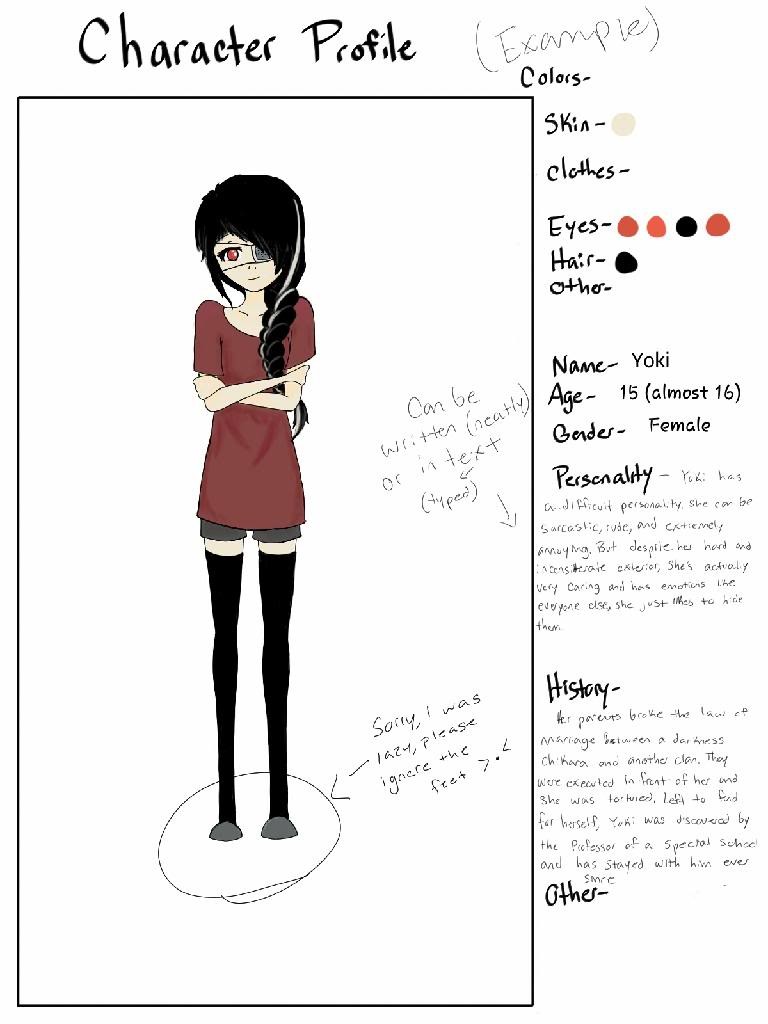 Character Profile
(Example)
Colors-
Skin-
Clothes-
Eyes-
Hair-
Other-
Name- Yoki
Age- 15 (almost 16)
Gender- Female
Can be
written (neatly)
or in text
(typed)
Personality - Yuki has
a difficult personality, she can be
sarcastic, rude, and extremely
annoying. But despite her hard and
inconsiterate exterior, She's actually
very caring and has emotions like
everyone else, she just likes to hide
them.
History-
Her parents broke the law of
marriage between a darkness
Chikara and another clan. They
were executed in front of her and
She was tortured. Left to fend
for herself, Yuki was discovered by
the Professor of a Special School
and has stayed with him ever
since
Other-
Sorry, I was
lazy, please
ignore the
feet >.<